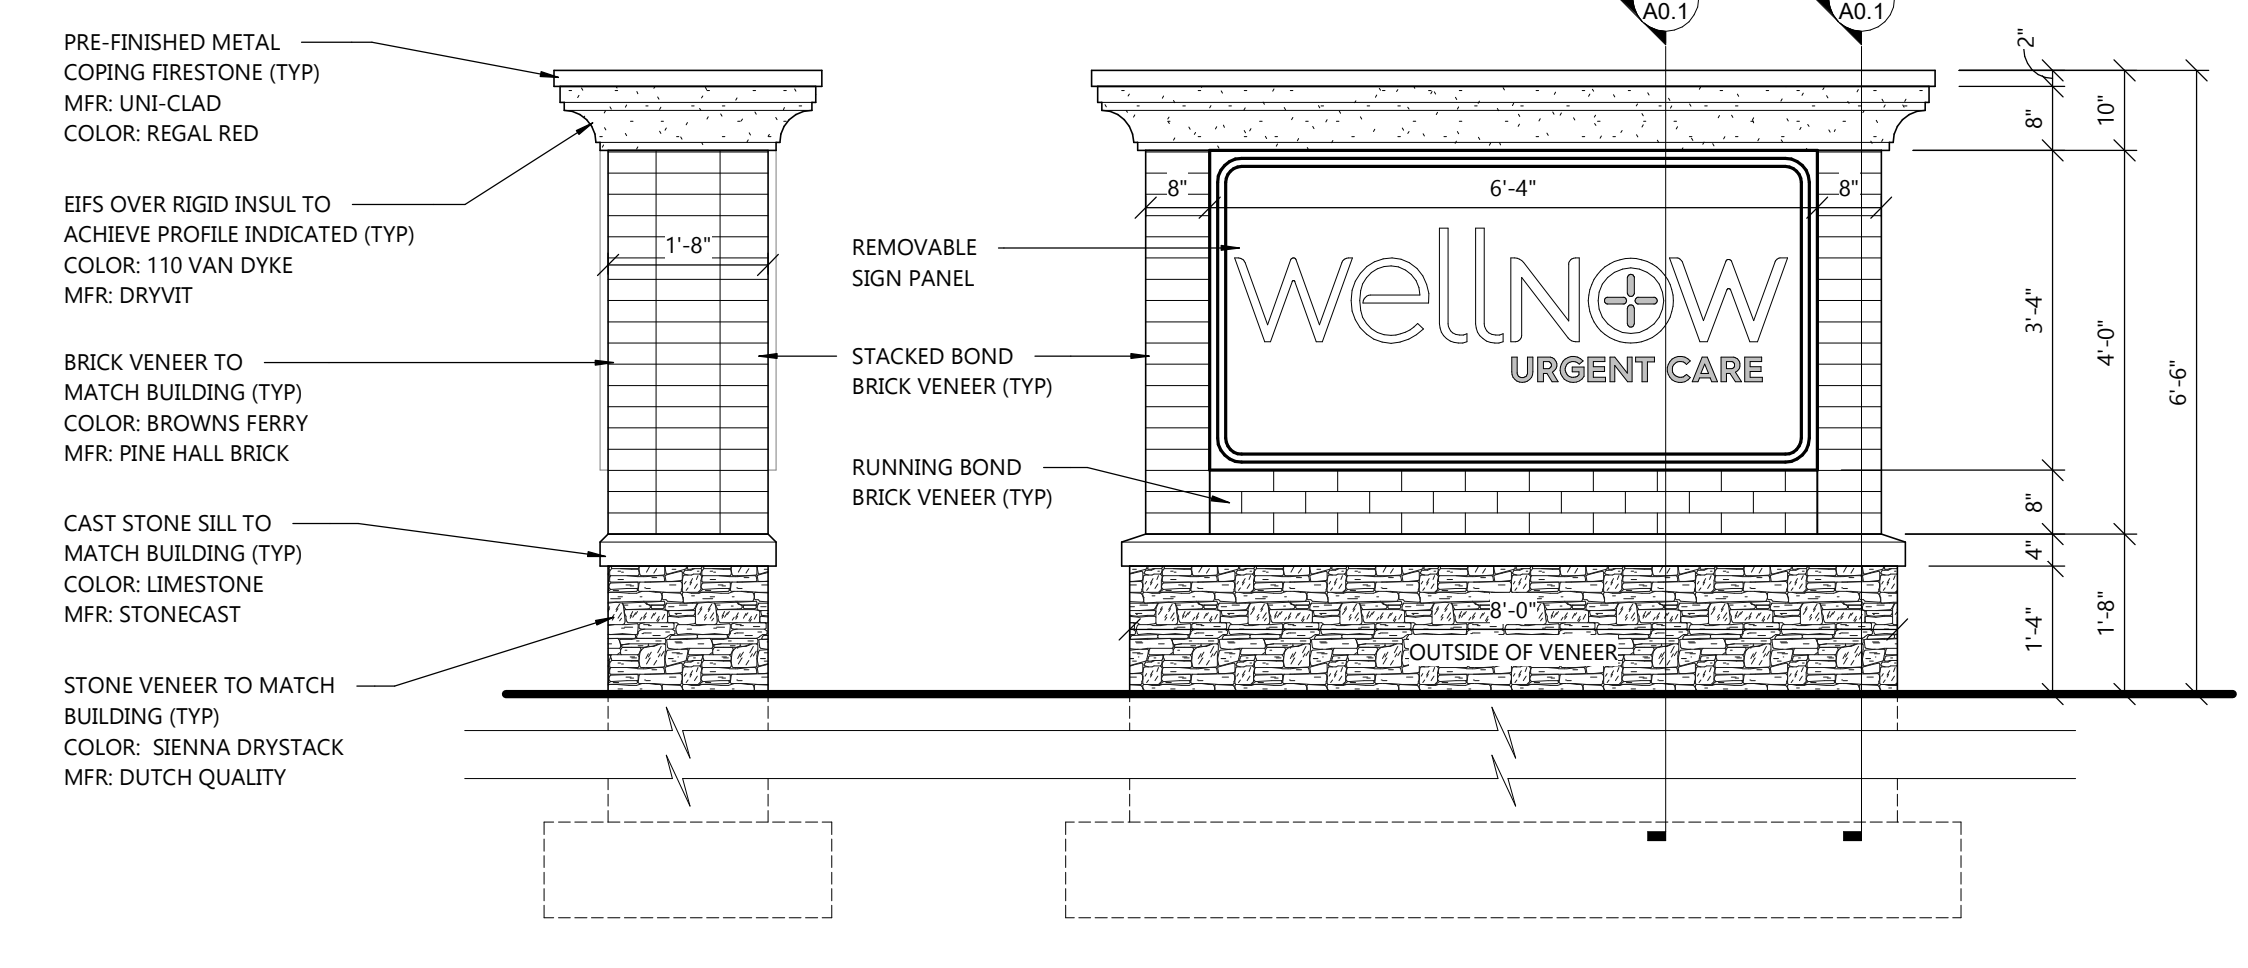 PRE-FINISHED METAL
COPING FIRESTONE (TYP)
MFR: UNI-CLAD
COLOR: REGAL RED
EIFS OVER RIGID INSUL TO
ACHIEVE PROFILE INDICATED (TYP)
COLOR: 110 VAN DYKE
MFR: DRYVIT
BRICK VENEER TO
MATCH BUILDING (TYP)
COLOR: BROWNS FERRY
MFR: PINE HALL BRICK
CAST STONE SILL TO
MATCH BUILDING (TYP)
COLOR: LIMESTONE
MFR: STONECAST
STONE VENEER TO MATCH
BUILDING (TYP)
COLOR:  SIENNA DRYSTACK
MFR: DUTCH QUALITY
1'-8"
REMOVABLE
SIGN PANEL
STACKED BOND
BRICK VENEER (TYP)
RUNNING BOND
BRICK VENEER (TYP)
A0.1
A0.1
8"
6'-4"
8"
wellnow
URGENT CARE
8'-0"
OUTSIDE OF VENEER
2"
8"
3'-4"
8"
4"
1'-4"
10"
4'-0"
1'-8"
6'-6"